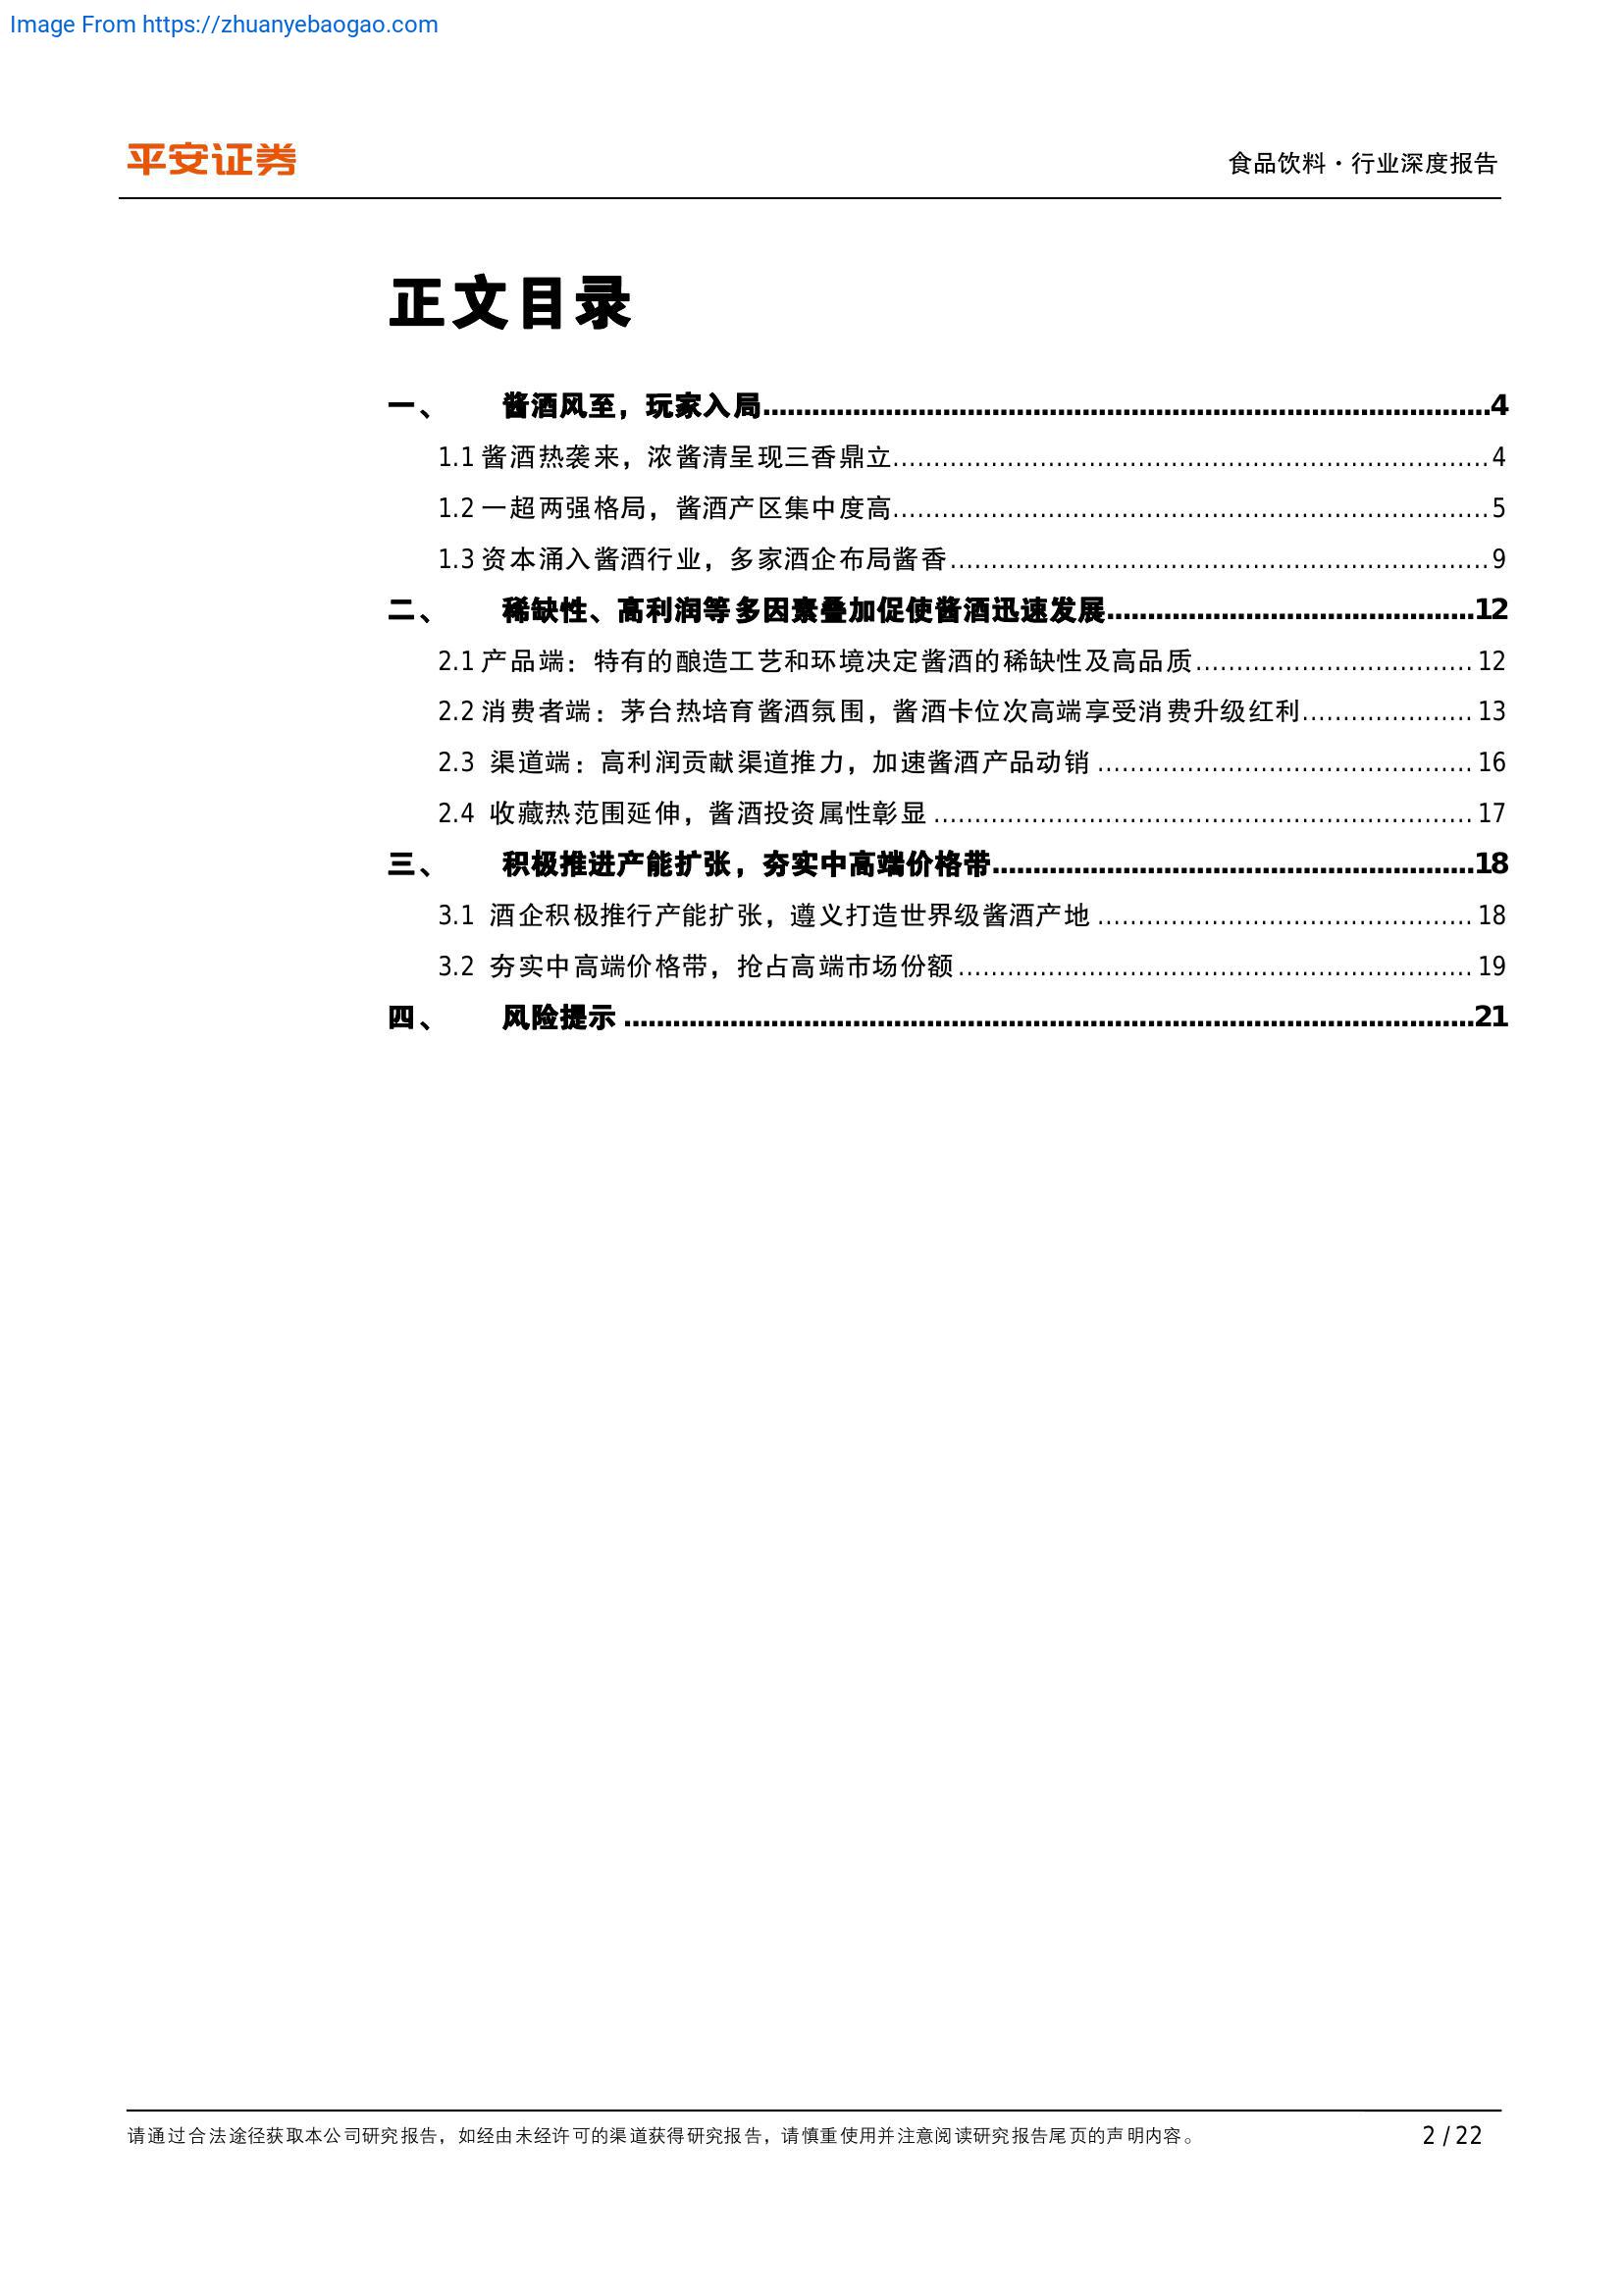 Image From https://zhuanyebaogao.com
平安证券
食品饮料·行业深度报告
正文目录
一、 酱酒风至，玩家入局........................................................................................4
1.1 酱酒热袭来，浓酱清呈现三香鼎立........................................................................4
1.2 一超两强格局，酱酒产区集中度高........................................................................5
1.3 资本涌入酱酒行业，多家酒企布局酱香.................................................................9
二、 稀缺性、高利润等多因素叠加促使酱酒迅速发展.............................................12
2.1 产品端：特有的酿造工艺和环境决定酱酒的稀缺性及高品质..................................12
2.2 消费者端：茅台热培育酱酒氛围，酱酒卡位次高端享受消费升级红利.....................13
2.3 渠道端：高利润贡献渠道推力，加速酱酒产品动销..............................................16
2.4 收藏热范围延伸，酱酒投资属性彰显..................................................................17
三、 积极推进产能扩张，夯实中高端价格带...........................................................18
3.1 酒企积极推行产能扩张，遵义打造世界级酱酒产地..............................................18
3.2 夯实中高端价格带，抢占高端市场份额...............................................................19
四、 风险提示........................................................................................................21
请通过合法途径获取本公司研究报告，如经由未经许可的渠道获得研究报告，请慎重使用并注意阅读研究报告尾页的声明内容。
2 / 22